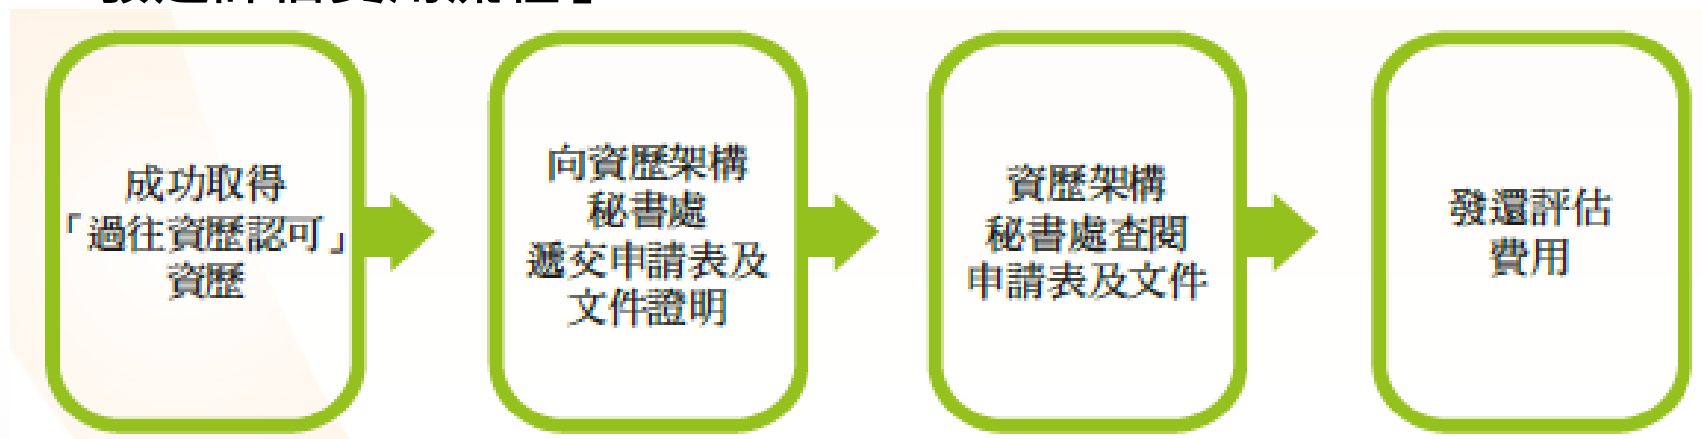 成功取得
「過往資歷認可」
資歷
向資歷架構
秘書處
遞交申請表及
文件證明
資歷架構
秘書處查閱
申請表及文件
發還評估
費用